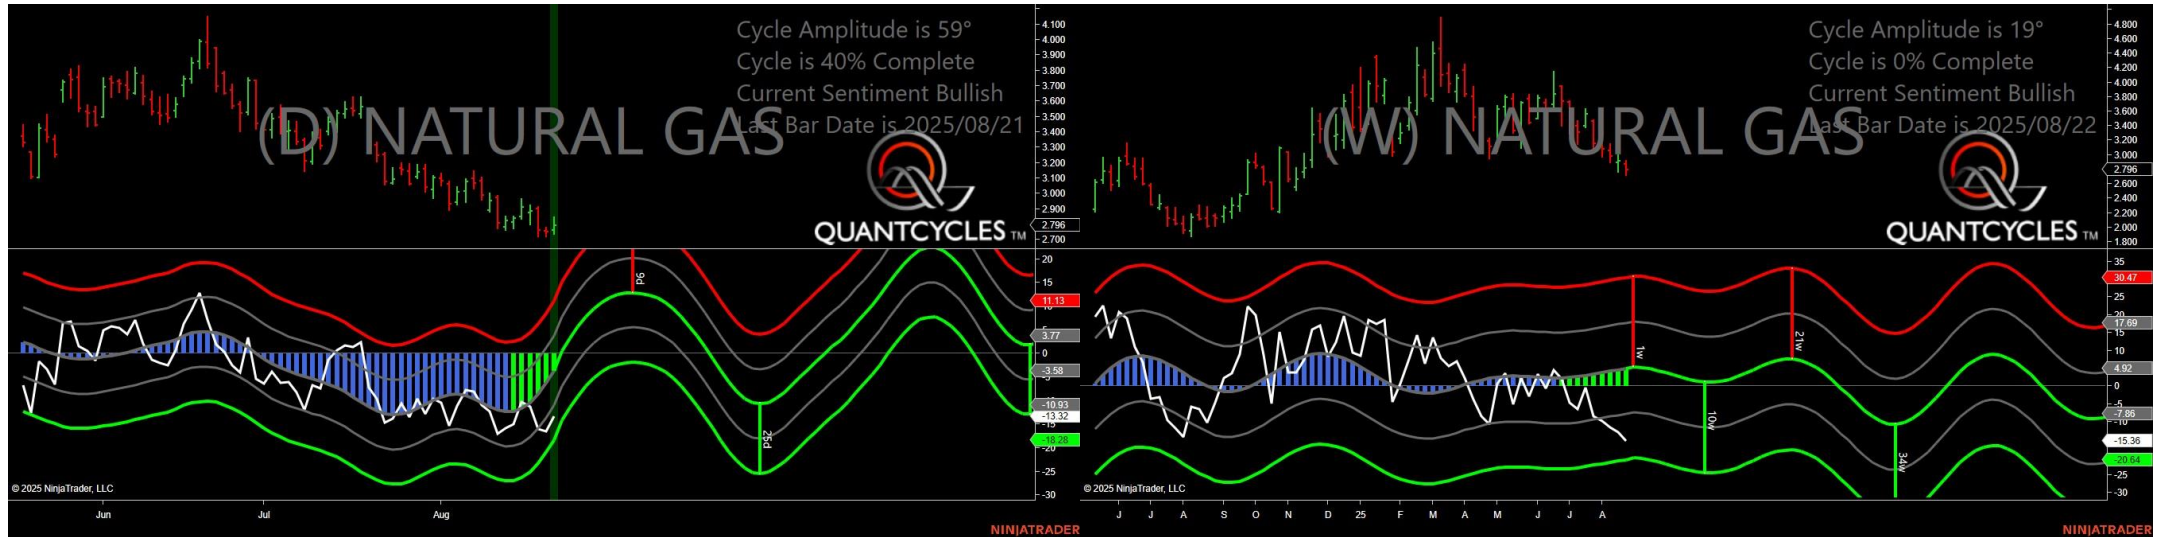 Cycle Amplitude is 59°
Cycle is 40% Complete
Current Sentiment Bullish
Last Bar Date is 2025/08/21
(D) NATURAL GAS
QUANTCYCLES TM
4.100
4.000
3.900
3.800
3.700
3.600
3.500
3.400
3.300
3.200
3.100
3.000
2.900
2.796
2.700
9d
25d
20
15
11.13
3.77
0
-3.58
-10.93
-13.32
-18.28
-20
-25
-30
© 2025 NinjaTrader, LLC
Jun
Jul
Aug
NINJATRADER
Cycle Amplitude is 19°
Cycle is 0% Complete
Current Sentiment Bullish
Last Bar Date is 2025/08/22
(W) NATURAL GAS
QUANTCYCLES TM
4.800
4.600
4.400
4.200
4.000
3.800
3.600
3.400
3.200
3.000
2.796
2.600
2.400
2.200
2.000
1.800
1w
10w
21w
34w
35
30.47
25
20
17.69
15
10
4.92
0
-5
-7.86
-10
-15.36
-20.64
-25
-30
© 2025 NinjaTrader, LLC
J
J
A
S
O
N
D
25
F
M
A
M
J
J
A
NINJATRADER